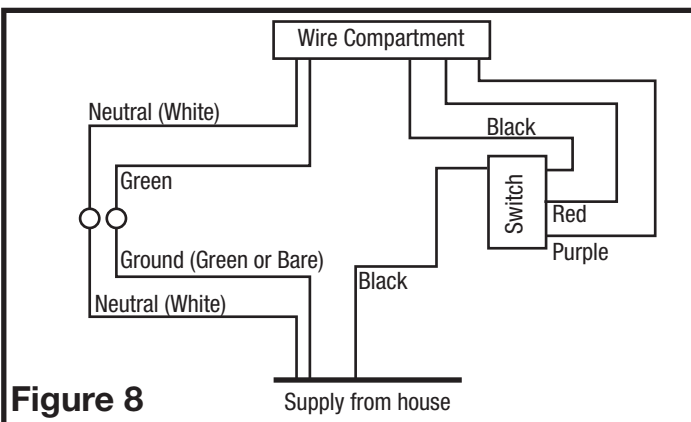 Wire Compartment
Neutral (White)
Black
Green
Switch
Red
Purple
Ground (Green or Bare)
Black
Neutral (White)
Figure 8
Supply from house